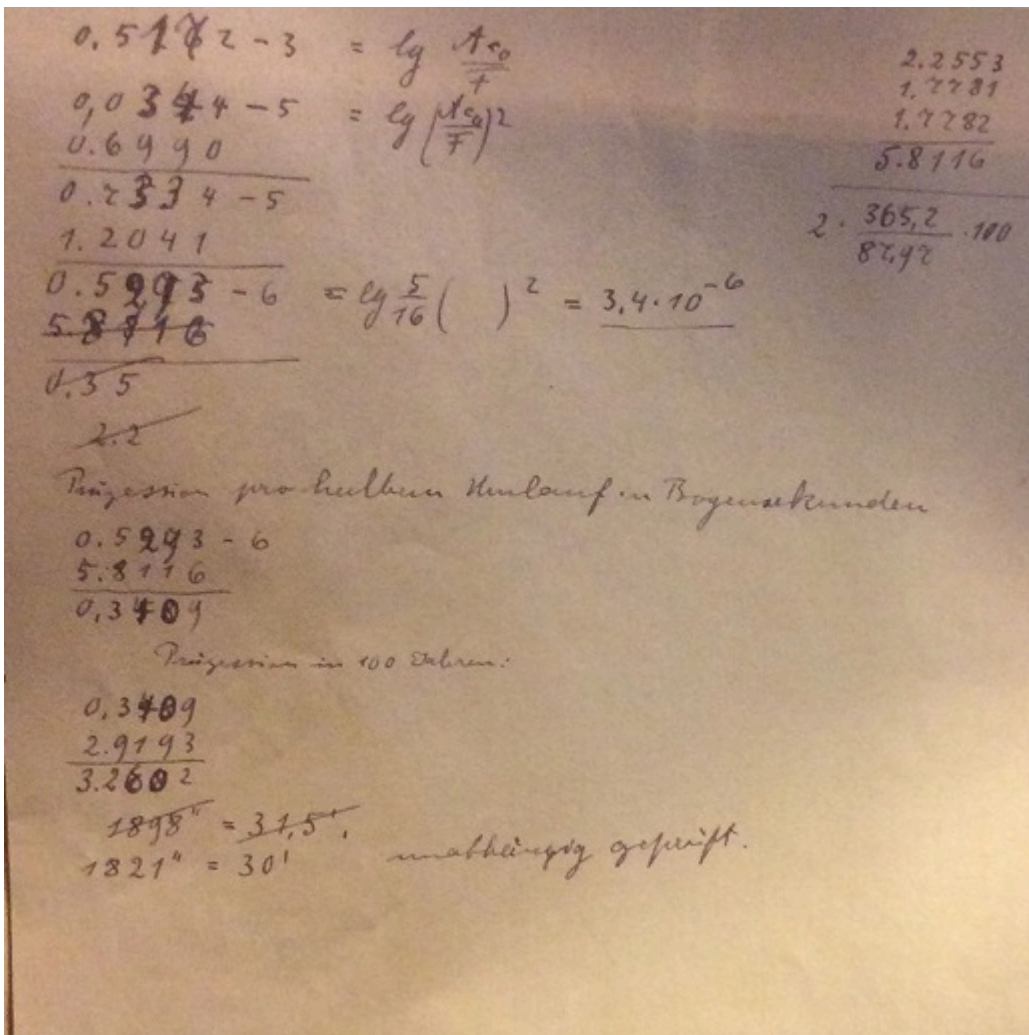 0.5172 - 3 = lg Ac₀/F
0,0344 - 5 = lg (Ac₀/F)²
0.6990
0.7334 - 5
1.2041
0.5293 - 6 = lg 5/16 ( )² = 3,4·10⁻⁶
5.8116
0.35
2.2
2.2553
1.7781
1.7782
5.8116
2 · 365,2/87,97 · 100
Präzession pro halbem Umlauf in Bogensekunden
0.5293 - 6
5.8116
0,3409
Präzession in 100 Jahren:
0,3409
2.9193
3.2602
1898" = 31,5'.
1821" = 30' unabhängig geprüft.